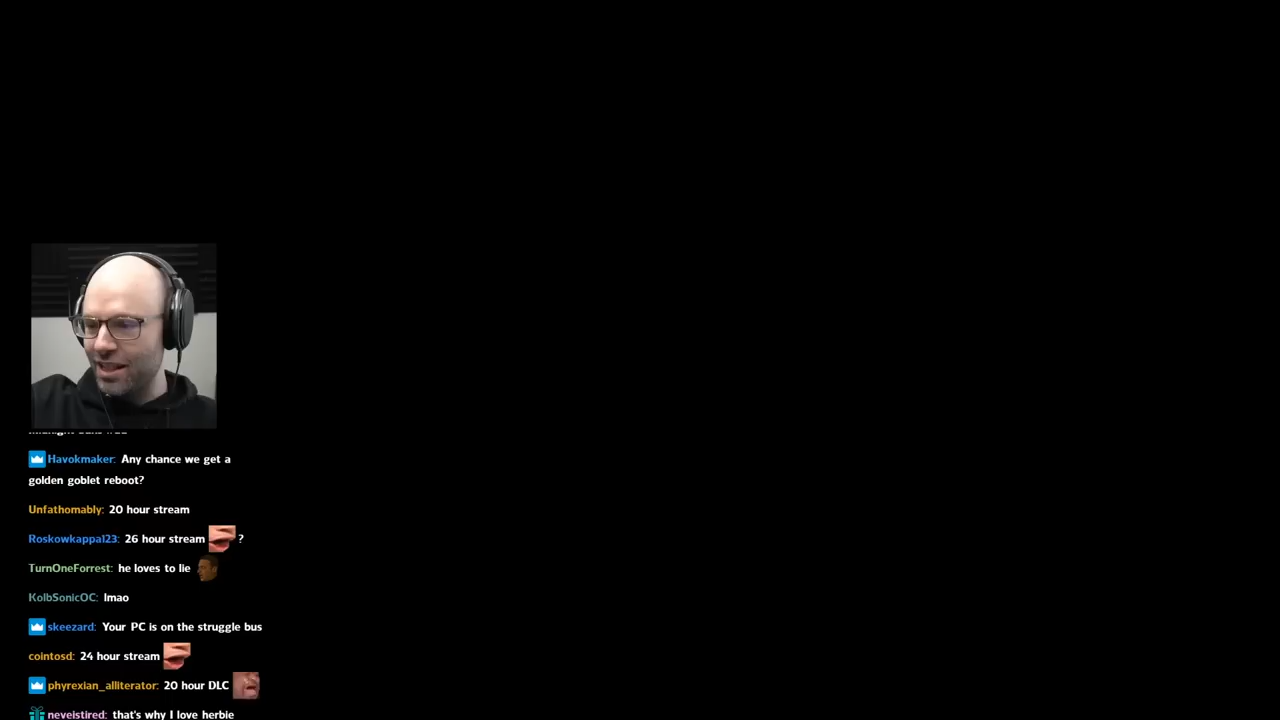 Havokmaker: Any chance we get a
golden goblet reboot?
Unfathomably: 20 hour stream
Roskowkappa123: 26 hour stream ?
TurnOneForrest: he loves to lie
KolbSonicOC: lmao
skeezard: Your PC is on the struggle bus
cointosd: 24 hour stream
phyrexian_alliterator: 20 hour DLC
neveistired: that's why I love herbie